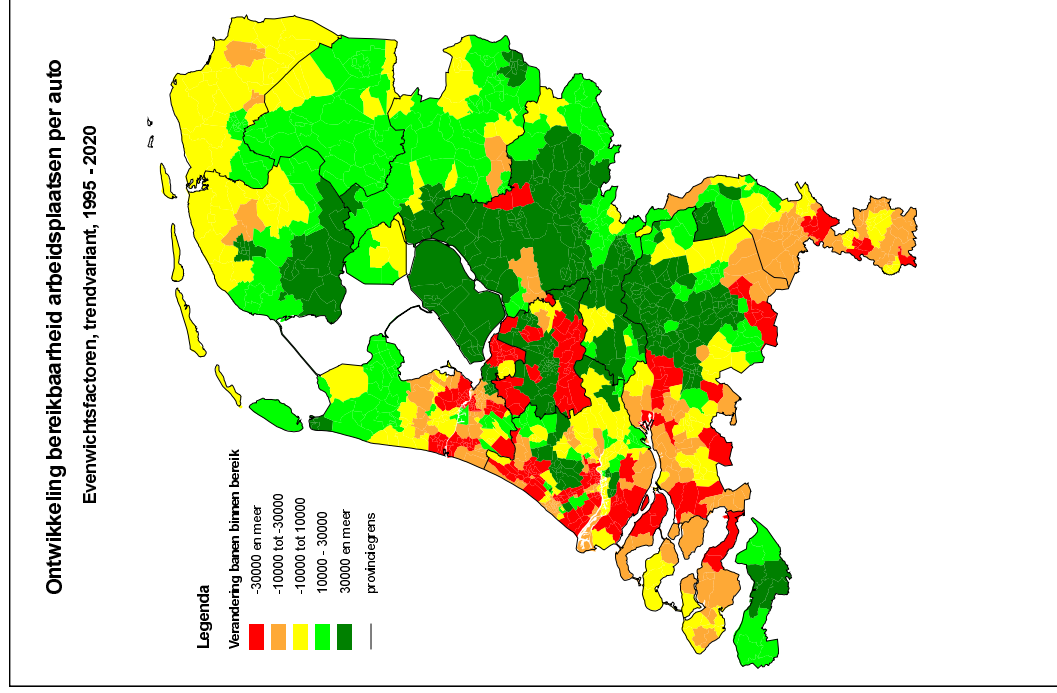 Ontwikkeling bereikbaarheid arbeidsplaatsen per auto
Evenwichtsfactoren, trendvariant, 1995 - 2020
Legenda
Verandering banen binnen bereik
-30000 en meer
-10000 tot -30000
-10000 tot 10000
10000 - 30000
30000 en meer
provinciegrens